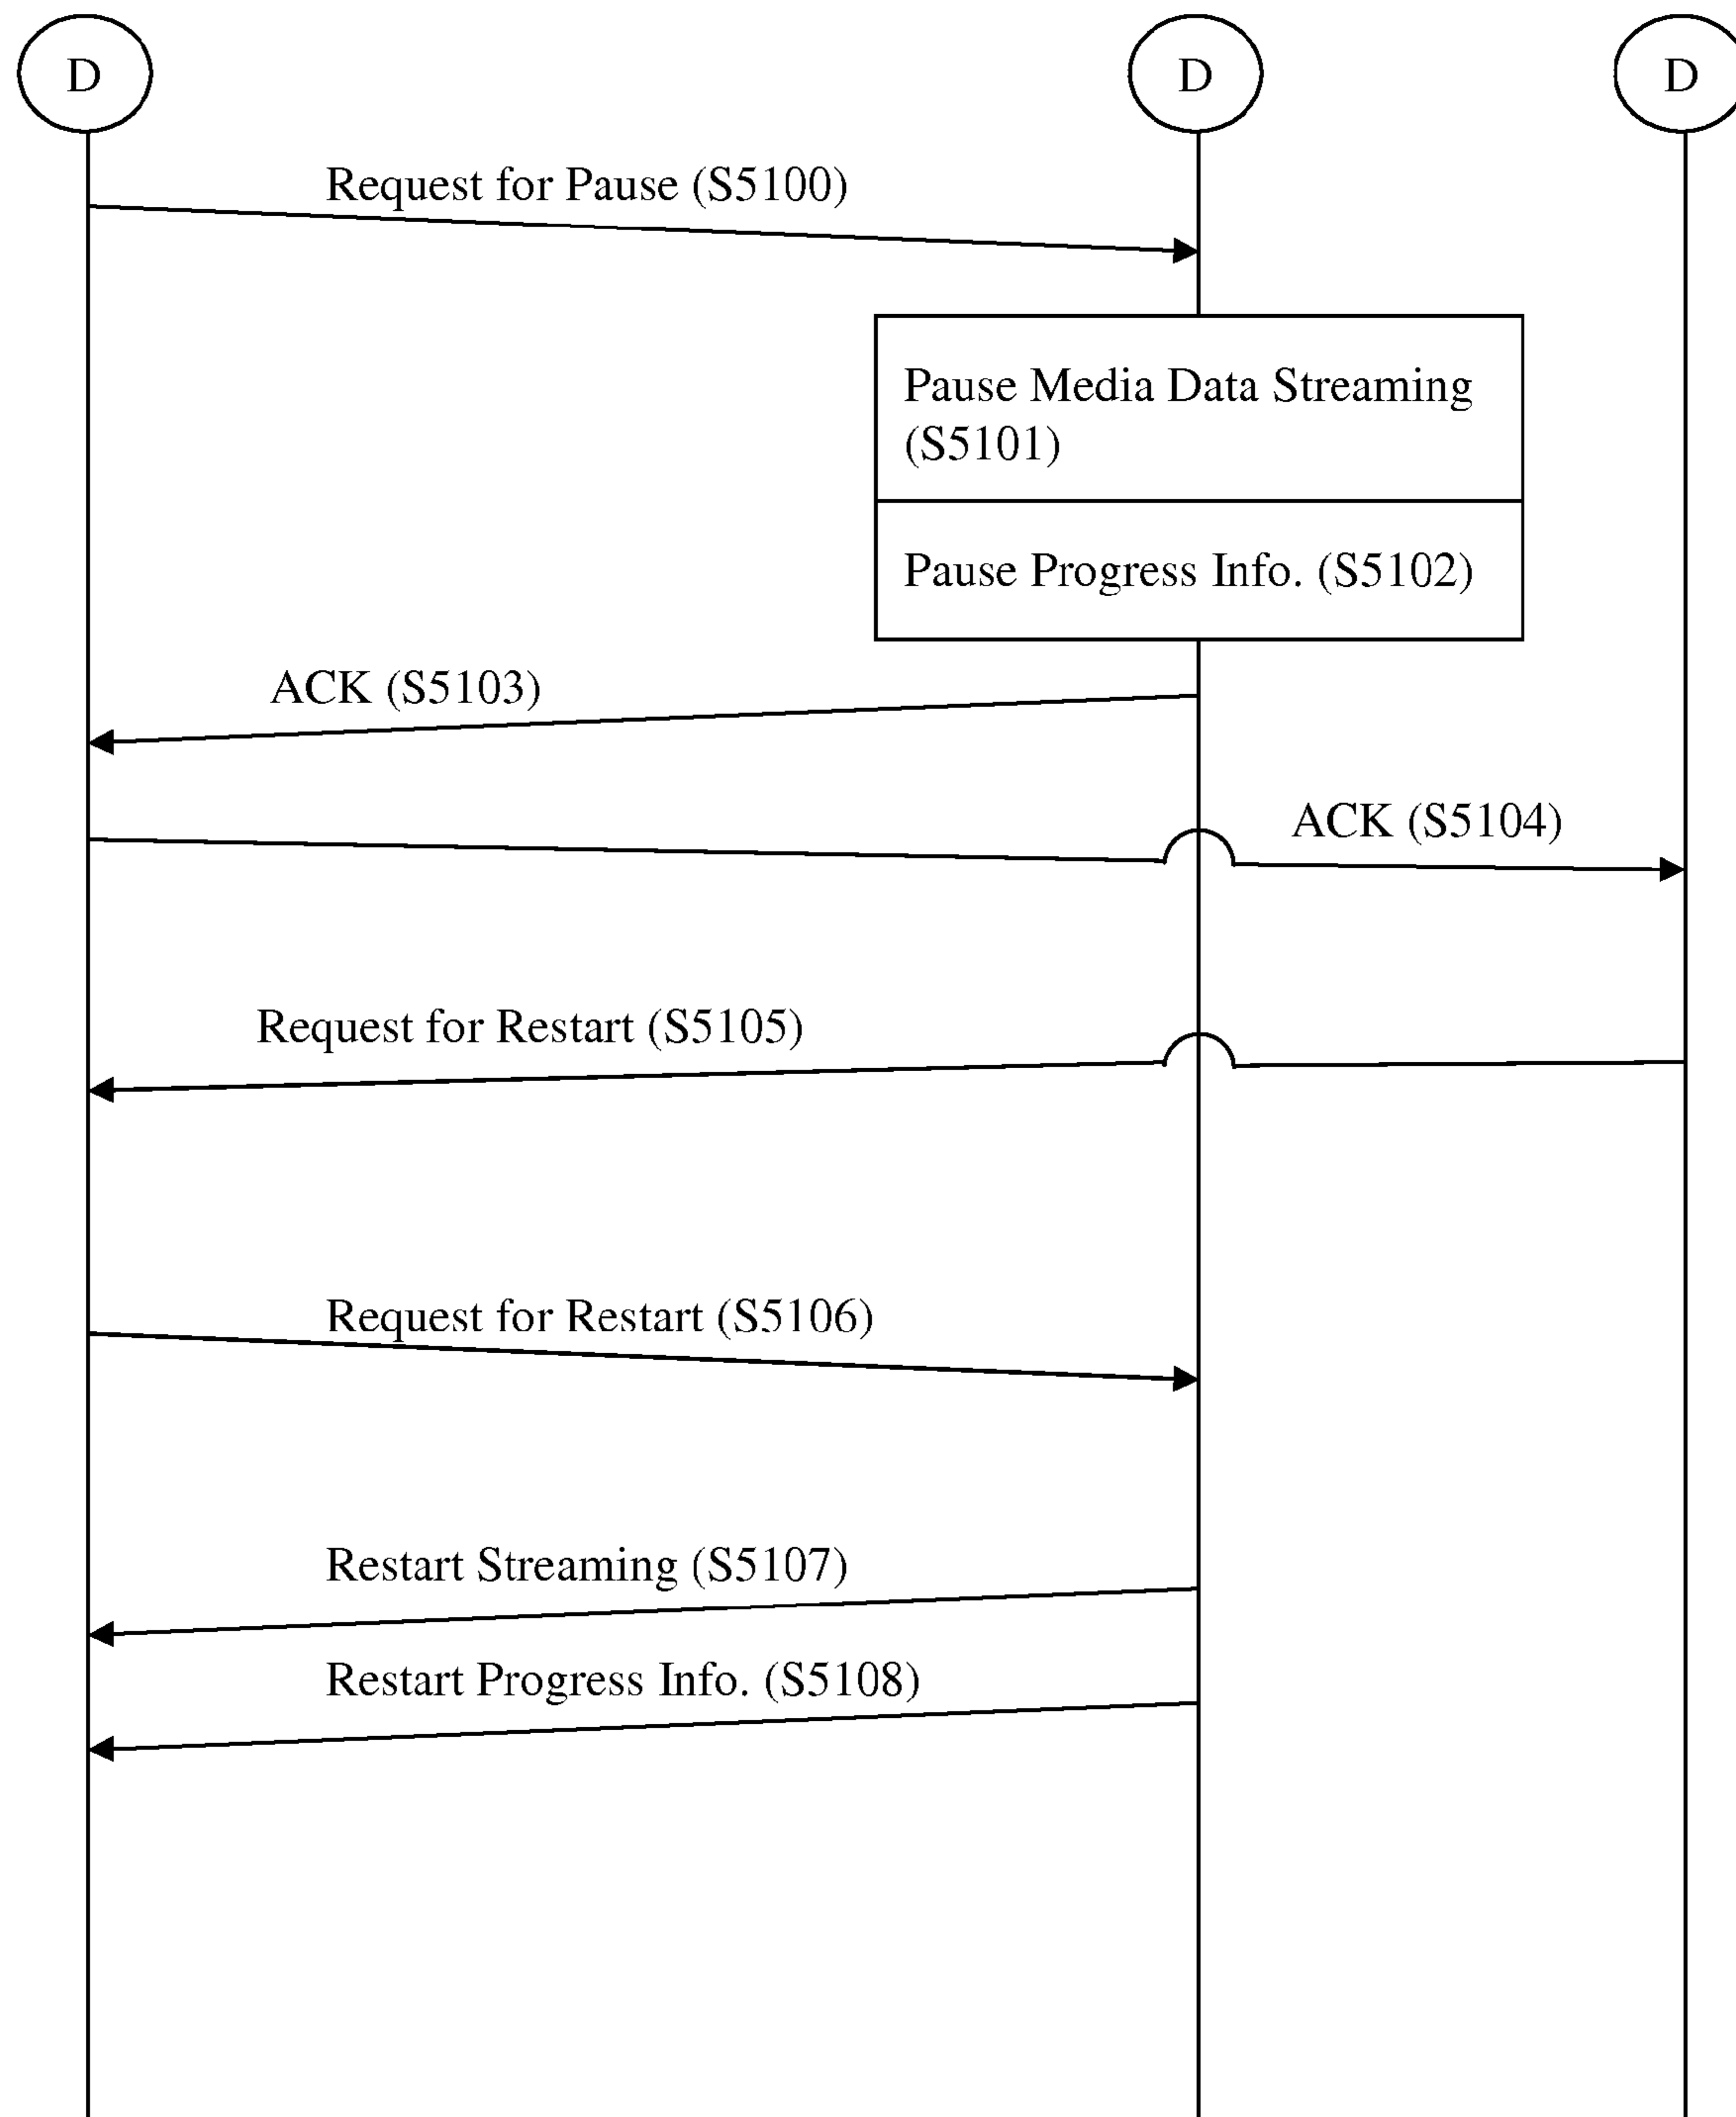 D
D
D
Request for Pause (S5100)
Pause Media Data Streaming
(S5101)
Pause Progress Info. (S5102)
ACK (S5103)
ACK (S5104)
Request for Restart (S5105)
Request for Restart (S5106)
Restart Streaming (S5107)
Restart Progress Info. (S5108)